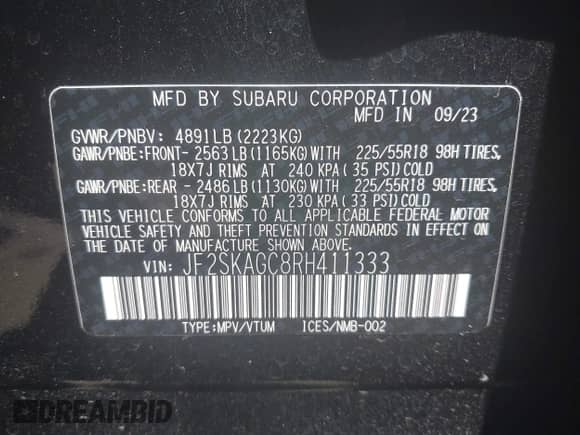 MFD BY SUBARU CORPORATION
MFD IN 09/23
GVWR/PNBV: 4891LB(2223KG)
GAWR/PNBE:FRONT- 2563LB(1165KG)WITH 225/55R18 98H TIRES,
18X7J RIMS AT 240 KPA( 35 PSI)COLD
GAWR/PNBE:REAR - 2486LB(1130KG)WITH 225/55R18 98H TIRES,
18X7J RIMS AT 230 KPA( 33 PSI)COLD
THIS VEHICLE CONFORMS TO ALL APPLICABLE FEDERAL MOTOR
VEHICLE SAFETY AND THEFT PREVENTION STANDARDS IN EFFECT ON
THE DATE OF MANUFACTURE SHOWN ABOVE.
VIN: JF2SKAGC8RH411333
TYPE:MPV/VTUM ICES/NMB-002
DREAMBID